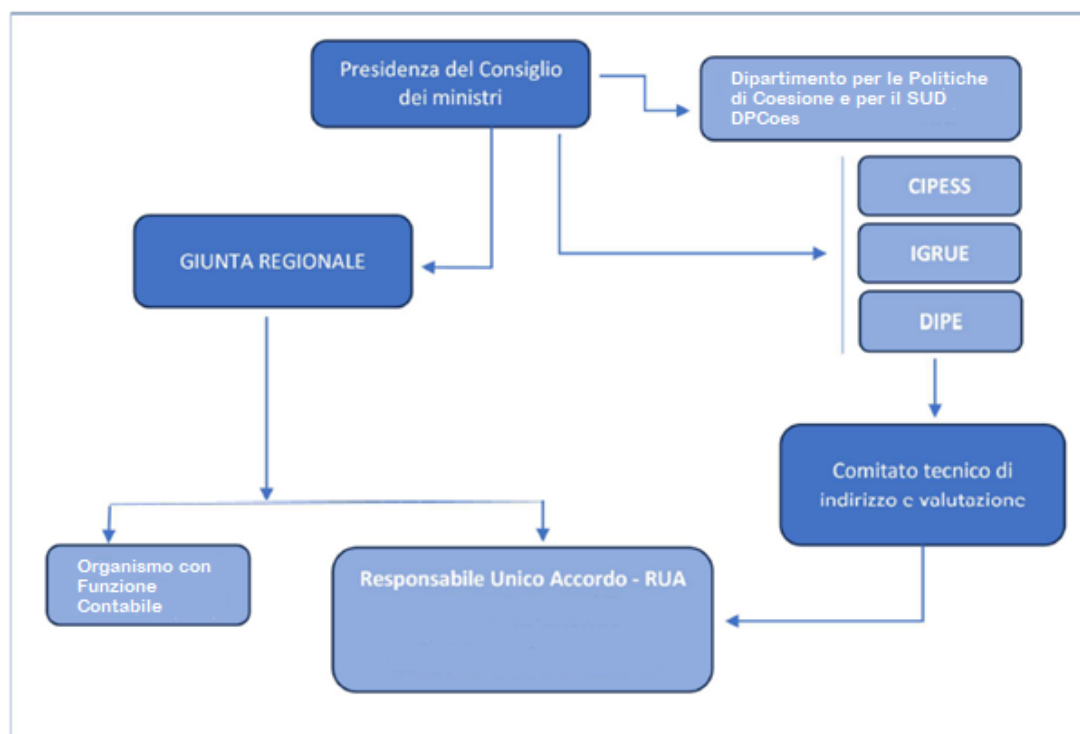 Presidenza del Consiglio
dei ministri
Dipartimento per le Politiche
di Coesione e per il SUD
DPCoes
CIPESS
GIUNTA REGIONALE
IGRUE
DIPE
Comitato tecnico di
indirizzo e valutazione
Organismo con
Funzione
Contabile
Responsabile Unico Accordo - RUA